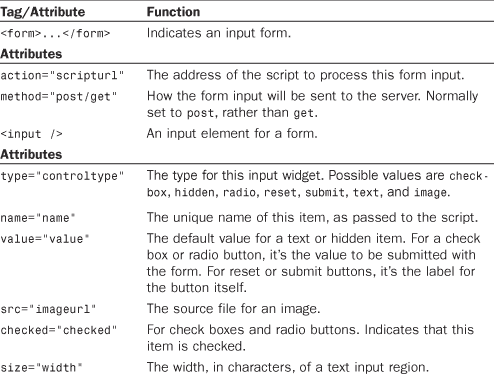 Tag/Attribute Function
<form>...</form> Indicates an input form.
Attributes
action="scripturl" The address of the script to process this form input.
method="post/get" How the form input will be sent to the server. Normally
set to post, rather than get.
<input /> An input element for a form.
Attributes
type="controltype" The type for this input widget. Possible values are check-
box, hidden, radio, reset, submit, text, and image.
name="name" The unique name of this item, as passed to the script.
value="value" The default value for a text or hidden item. For a check
box or radio button, it's the value to be submitted with
the form. For reset or submit buttons, it's the label for
the button itself.
src="imageurl" The source file for an image.
checked="checked" For check boxes and radio buttons. Indicates that this
item is checked.
size="width" The width, in characters, of a text input region.